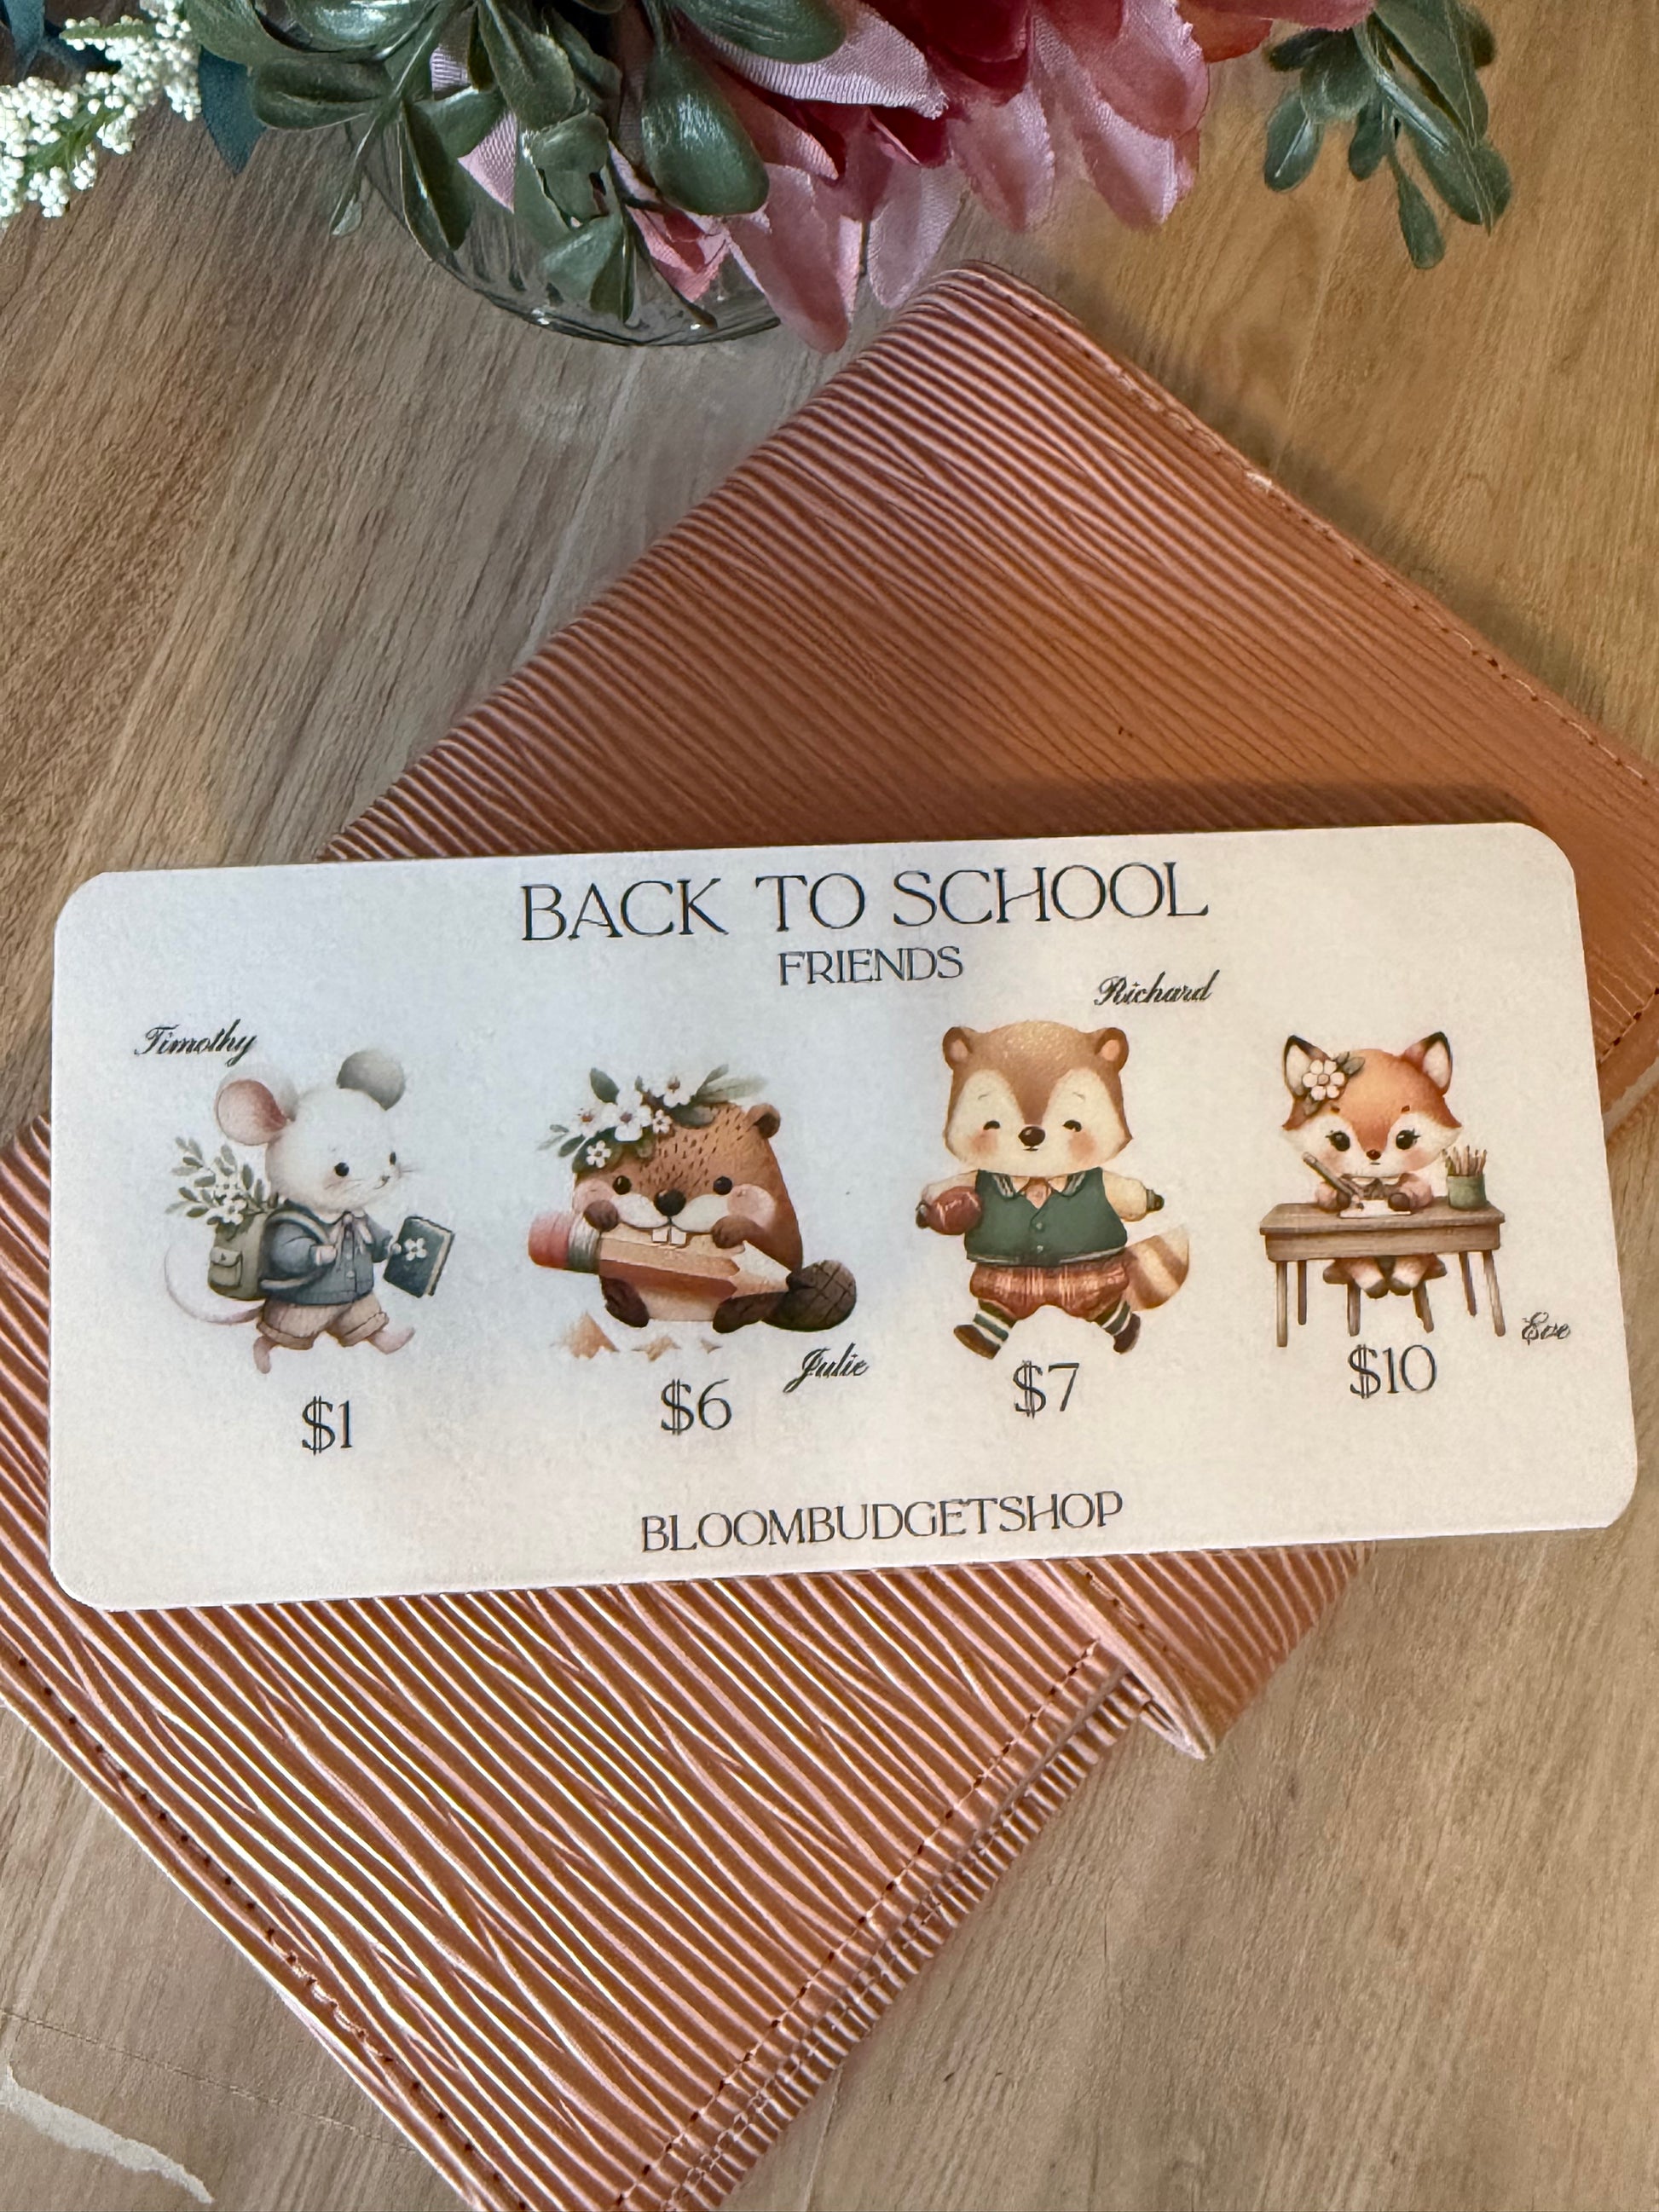 BACK TO SCHOOL
FRIENDS
Timothy
Richard
Julie
Eve
$1
$6
$7
$10
BLOOMBUDGETSHOP